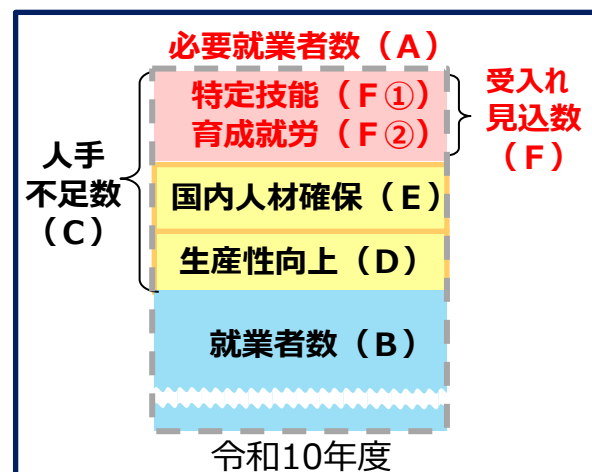 必要就業者数（A）
特定技能（F①）
育成就労（F②）
受入れ
見込数
（F）
人手
不足数
（C）
国内人材確保（E）
生産性向上（D）
就業者数（B）
令和10年度